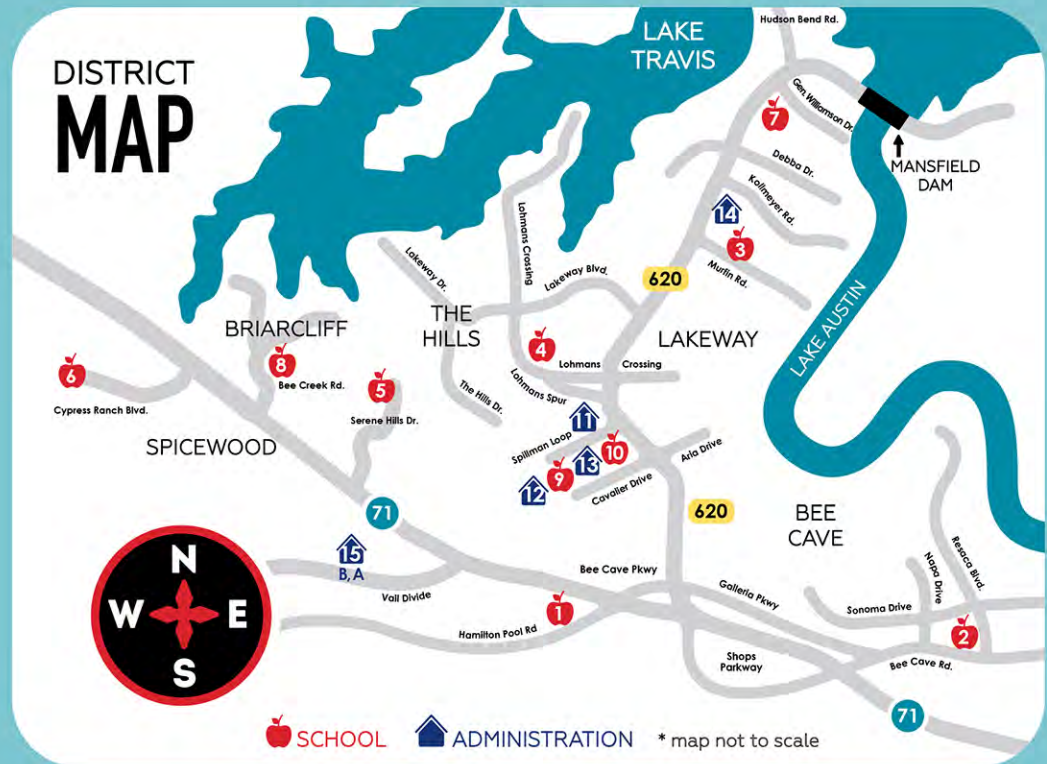 DISTRICT
MAP
LAKE
TRAVIS
Hudson Bend Rd.
Gen. Williamson Dr.
7
MANSFIELD
DAM
Debba Dr.
Kollmeyer Rd.
14
3
Murfin Rd.
Lohmans Crossing
Lakeway Dr.
Lakeway Blvd.
620
LAKE AUSTIN
THE
HILLS
LAKEWAY
BRIARCLIFF
4
Lohmans Crossing
8
Bee Creek Rd.
6
Cypress Ranch Blvd.
5
Serene Hills Dr.
The Hills Dr.
Lohmans Spur
SPICEWOOD
11
Spillman Loop
10
13
9
12
Cavalier Drive
Aria Drive
71
620
BEE
CAVE
N
W E
S
15
B, A
Vail Divide
Bee Cave Pkwy
1
Hamilton Pool Rd
Galleria Pkwy
Sonoma Drive
Napa Drive
Resaca Blvd.
2
Bee Cave Rd.
Shops
Parkway
71
SCHOOL
ADMINISTRATION
* map not to scale